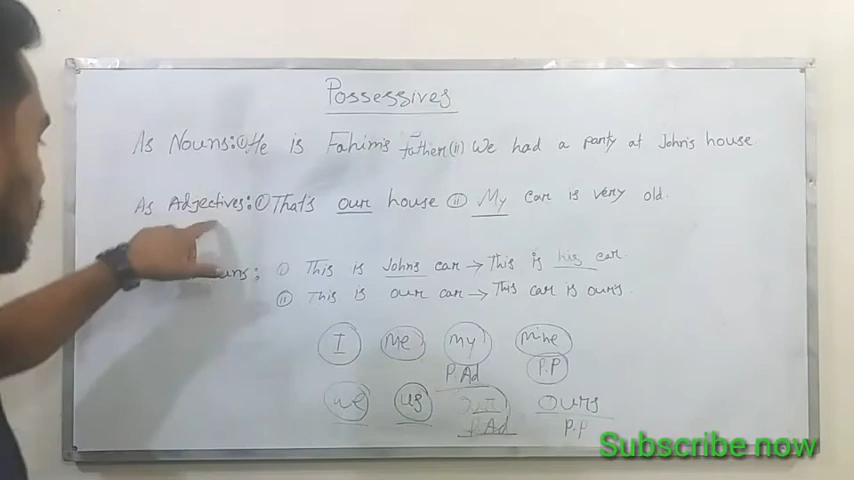 Possessives
As Nouns: (i) He is Fahim's father (ii) We had a party at John's house
As Adjectives: (i) That's our house (ii) My car is very old.
(i) This is John's car → This is his car.
(ii) This is our car → This car is ours.
I me my mine
P.Ad P.P
we us our ours
P.Ad P.P
Subscribe now